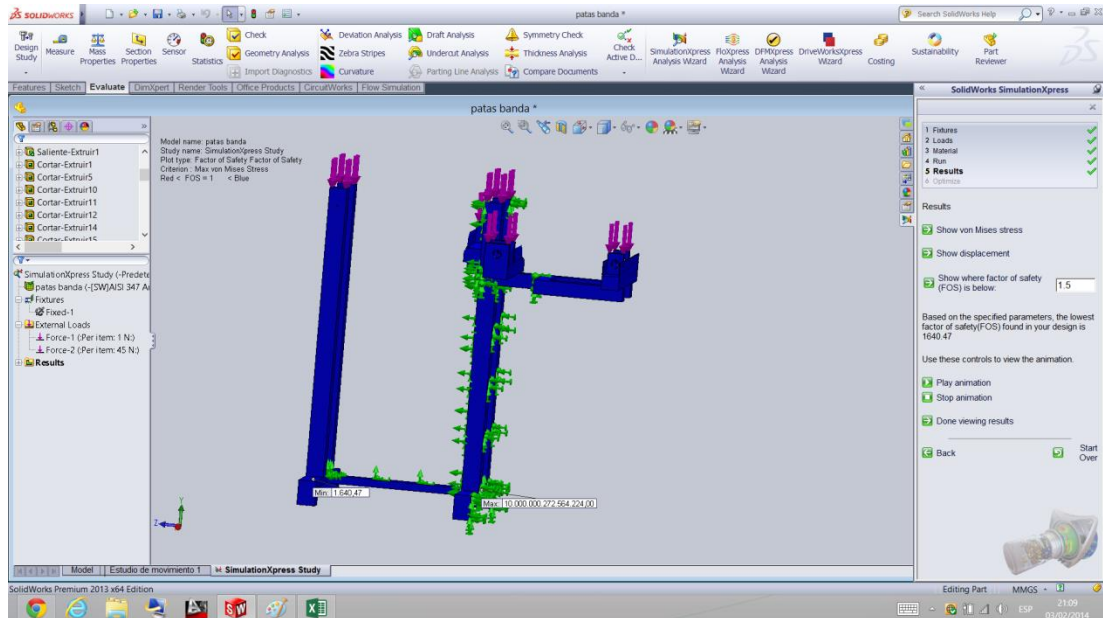 SOLIDWORKS
patas banda *
Search SolidWorks Help
Design Study
Measure
Mass Properties
Section Properties
Sensor
Statistics
Check
Geometry Analysis
Import Diagnostics
Deviation Analysis
Zebra Stripes
Curvature
Draft Analysis
Undercut Analysis
Parting Line Analysis
Symmetry Check
Thickness Analysis
Compare Documents
Check Active D...
SimulationXpress Analysis Wizard
FloXpress Analysis Wizard
DFMXpress Analysis Wizard
DriveWorksXpress Wizard
Costing
Sustainability
Part Reviewer
Features
Sketch
Evaluate
DimXpert
Render Tools
Office Products
CircuitWorks
Flow Simulation
patas banda *
Saliente-Extruir1
Cortar-Extruir1
Cortar-Extruir5
Cortar-Extruir10
Cortar-Extruir11
Cortar-Extruir12
Cortar-Extruir14
Cortar-Extruir15
SimulationXpress Study (-Predete
patas banda (-[SW]AISI 347 A
Fixtures
Fixed-1
External Loads
Force-1 (:Per item: 1 N:)
Force-2 (:Per item: 45 N:)
Results
Model name: patas banda
Study name: SimulationXpress Study
Plot type: Factor of Safety Factor of Safety
Criterion : Max von Mises Stress
Red < FOS = 1 < Blue
Min: 1.640,47
Max: 10.000.000.272.564.224,00
Y
Z
SolidWorks SimulationXpress
1 Fixtures
2 Loads
3 Material
4 Run
5 Results
6 Optimize
Results
Show von Mises stress
Show displacement
Show where factor of safety
(FOS) is below:
1.5
Based on the specified parameters, the lowest
factor of safety(FOS) found in your design is
1640.47
Use these controls to view the animation.
Play animation
Stop animation
Done viewing results
Back
Start Over
Model
Estudio de movimiento 1
SimulationXpress Study
SolidWorks Premium 2013 x64 Edition
Editing Part
MMGS
ESP
21:09
03/02/2014